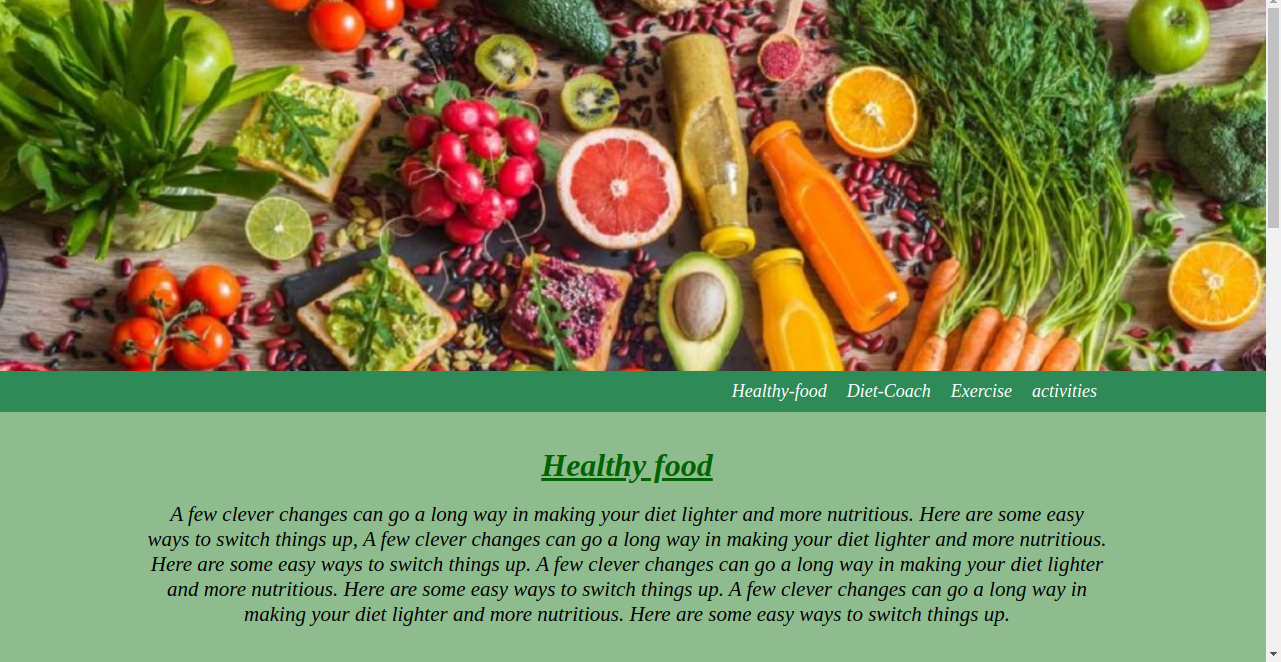 Healthy-food Diet-Coach Exercise activities
Healthy food
A few clever changes can go a long way in making your diet lighter and more nutritious. Here are some easy
ways to switch things up, A few clever changes can go a long way in making your diet lighter and more nutritious.
Here are some easy ways to switch things up. A few clever changes can go a long way in making your diet lighter
and more nutritious. Here are some easy ways to switch things up. A few clever changes can go a long way in
making your diet lighter and more nutritious. Here are some easy ways to switch things up.